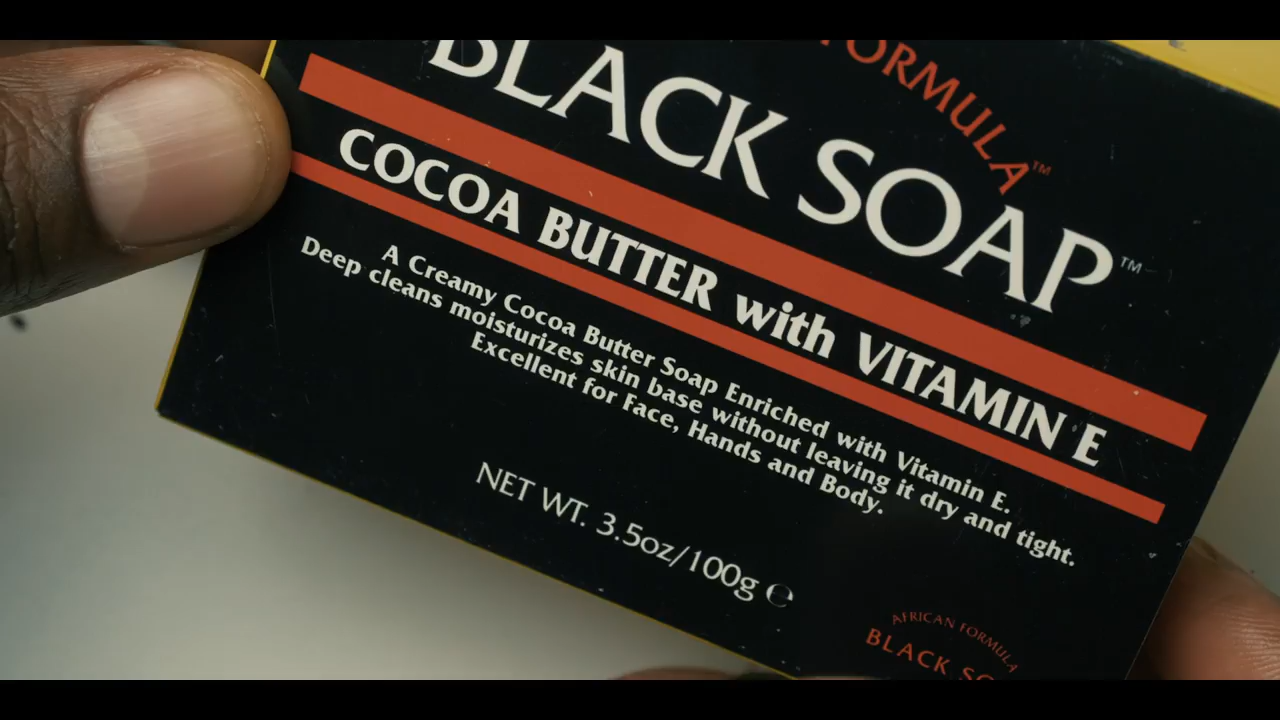 FORMULA™
BLACK SOAP™
COCOA BUTTER with VITAMIN E
A Creamy Cocoa Butter Soap Enriched with Vitamin E.
Deep cleans moisturizes skin base without leaving it dry and tight.
Excellent for Face, Hands and Body.
NET WT. 3.5oz/100g ℮
AFRICAN FORMULA
BLACK SO